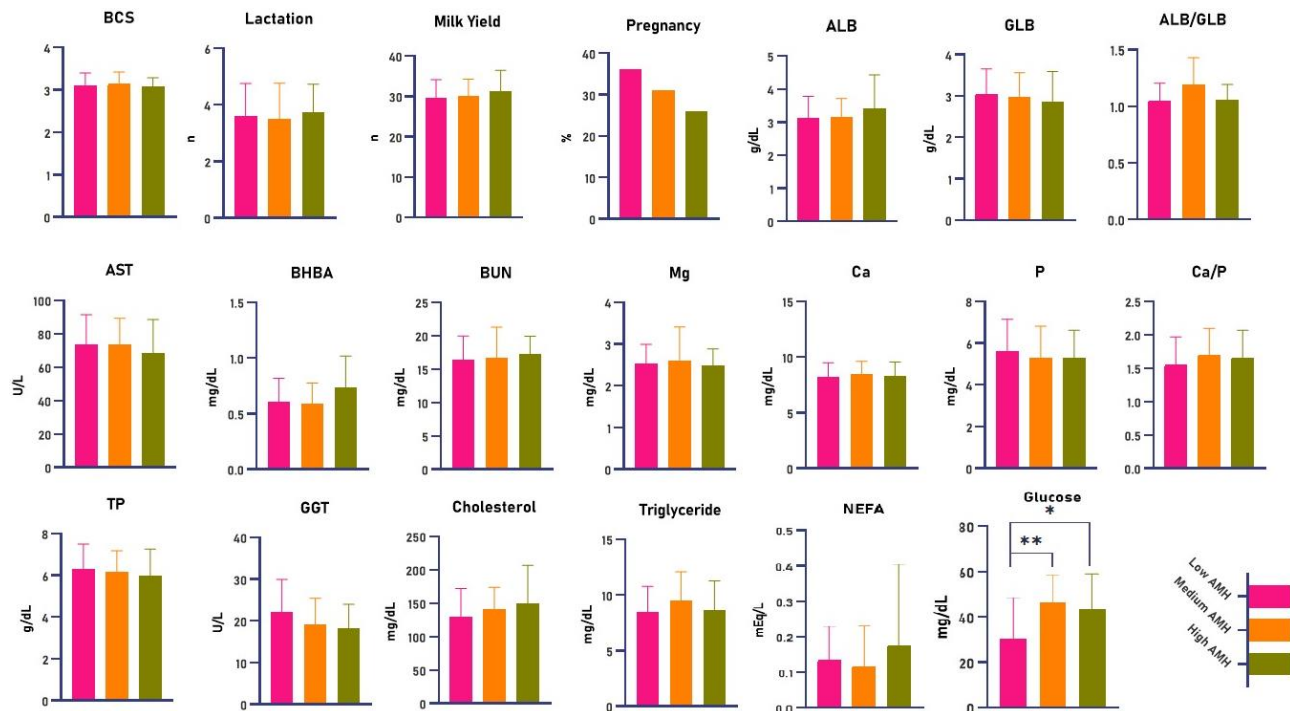 BCS
4
3
2
1
0
Lactation
n
6
4
2
0
Milk Yield
n
40
30
20
10
0
Pregnancy
%
40
30
20
10
0
ALB
g/dL
5
4
3
2
1
0
GLB
g/dL
4
3
2
1
0
ALB/GLB
1.5
1.0
0.5
0.0
AST
U/L
100
80
60
40
20
0
BHBA
mg/dL
1.5
1.0
0.5
0.0
BUN
mg/dL
25
20
15
10
5
0
Mg
mg/dL
4
3
2
1
0
Ca
mg/dL
15
10
5
0
P
mg/dL
8
6
4
2
0
Ca/P
2.5
2.0
1.5
1.0
0.5
0.0
TP
g/dL
8
6
4
2
0
GGT
U/L
40
30
20
10
0
Cholesterol
mg/dL
250
200
150
100
50
0
Triglyceride
mg/dL
15
10
5
0
NEFA
mEq/L
0.5
0.4
0.3
0.2
0.1
0.0
Glucose
*
**
mg/dL
80
60
40
20
0
Low AMH
Medium AMH
High AMH